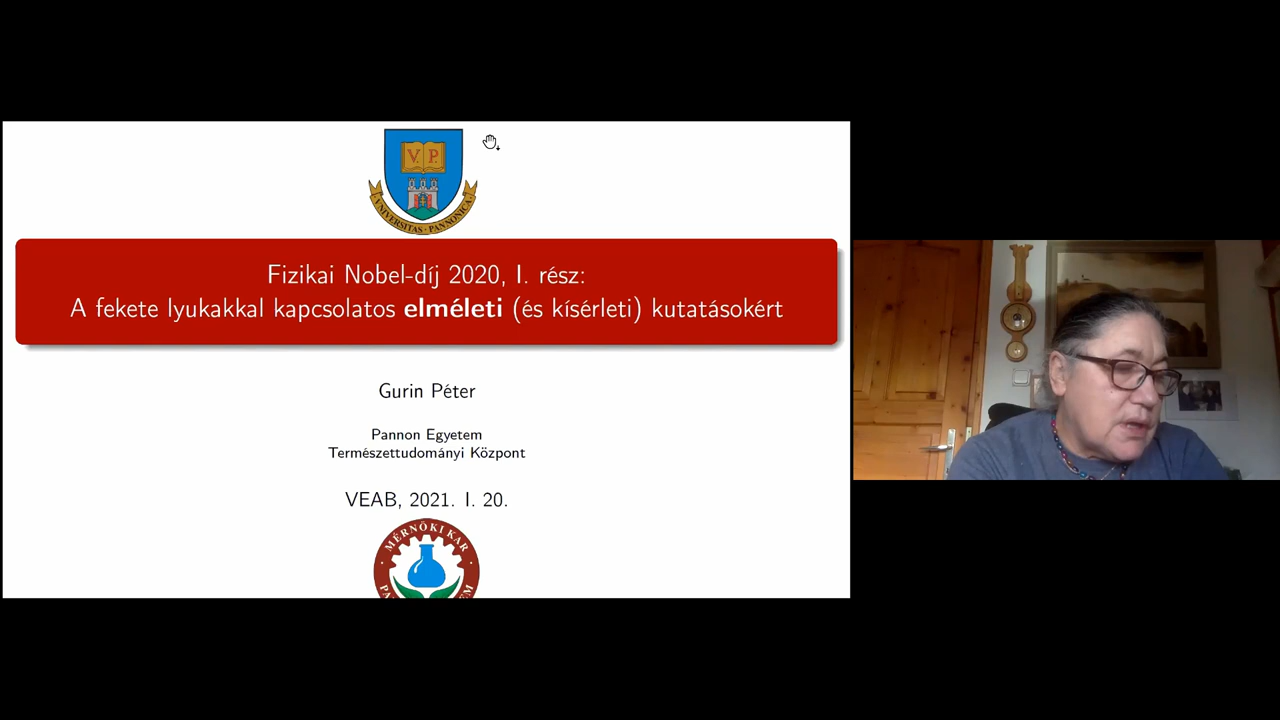 V. P.
UNIVERSITAS · PANNONICA
Fizikai Nobel-díj 2020, I. rész:
A fekete lyukakkal kapcsolatos elméleti (és kísérleti) kutatásokért
Gurin Péter
Pannon Egyetem
Természettudományi Központ
VEAB, 2021. I. 20.
MÉRNÖKI KAR